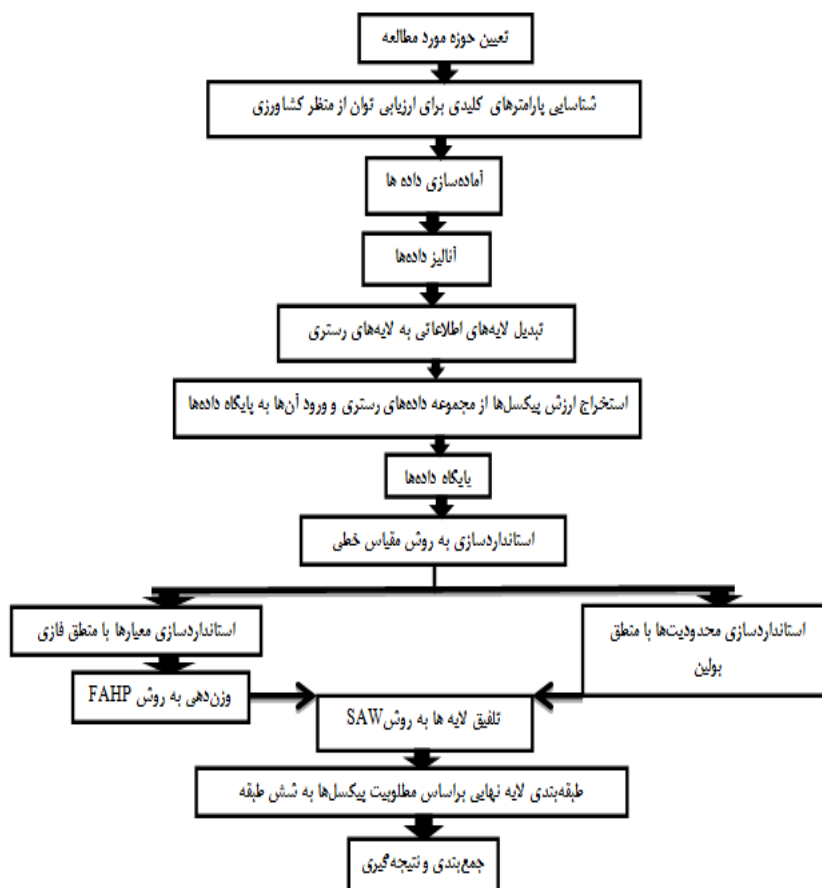 تعیین حوزه مورد مطالعه
شناسایی پارامترهای کلیدی برای ارزیابی توان از منظر کشاورزی
آماده‌سازی داده ها
آنالیز داده‌ها
تبدیل لایه‌های اطلاعاتی به لایه‌های رستری
استخراج ارزش پیکسل‌ها از مجموعه داده‌های رستری و ورود آن‌ها به پایگاه داده‌ها
پایگاه داده‌ها
استانداردسازی به روش مقیاس خطی
استانداردسازی محدودیت‌ها با منطق
بولین
استانداردسازی معیارها با منطق فازی
وزن‌دهی به روش FAHP
تلفیق لایه ها به روش SAW
طبقه‌بندی لایه نهایی براساس مطلوبیت پیکسل‌ها به شش طبقه
جمع‌بندی و نتیجه‌گیری